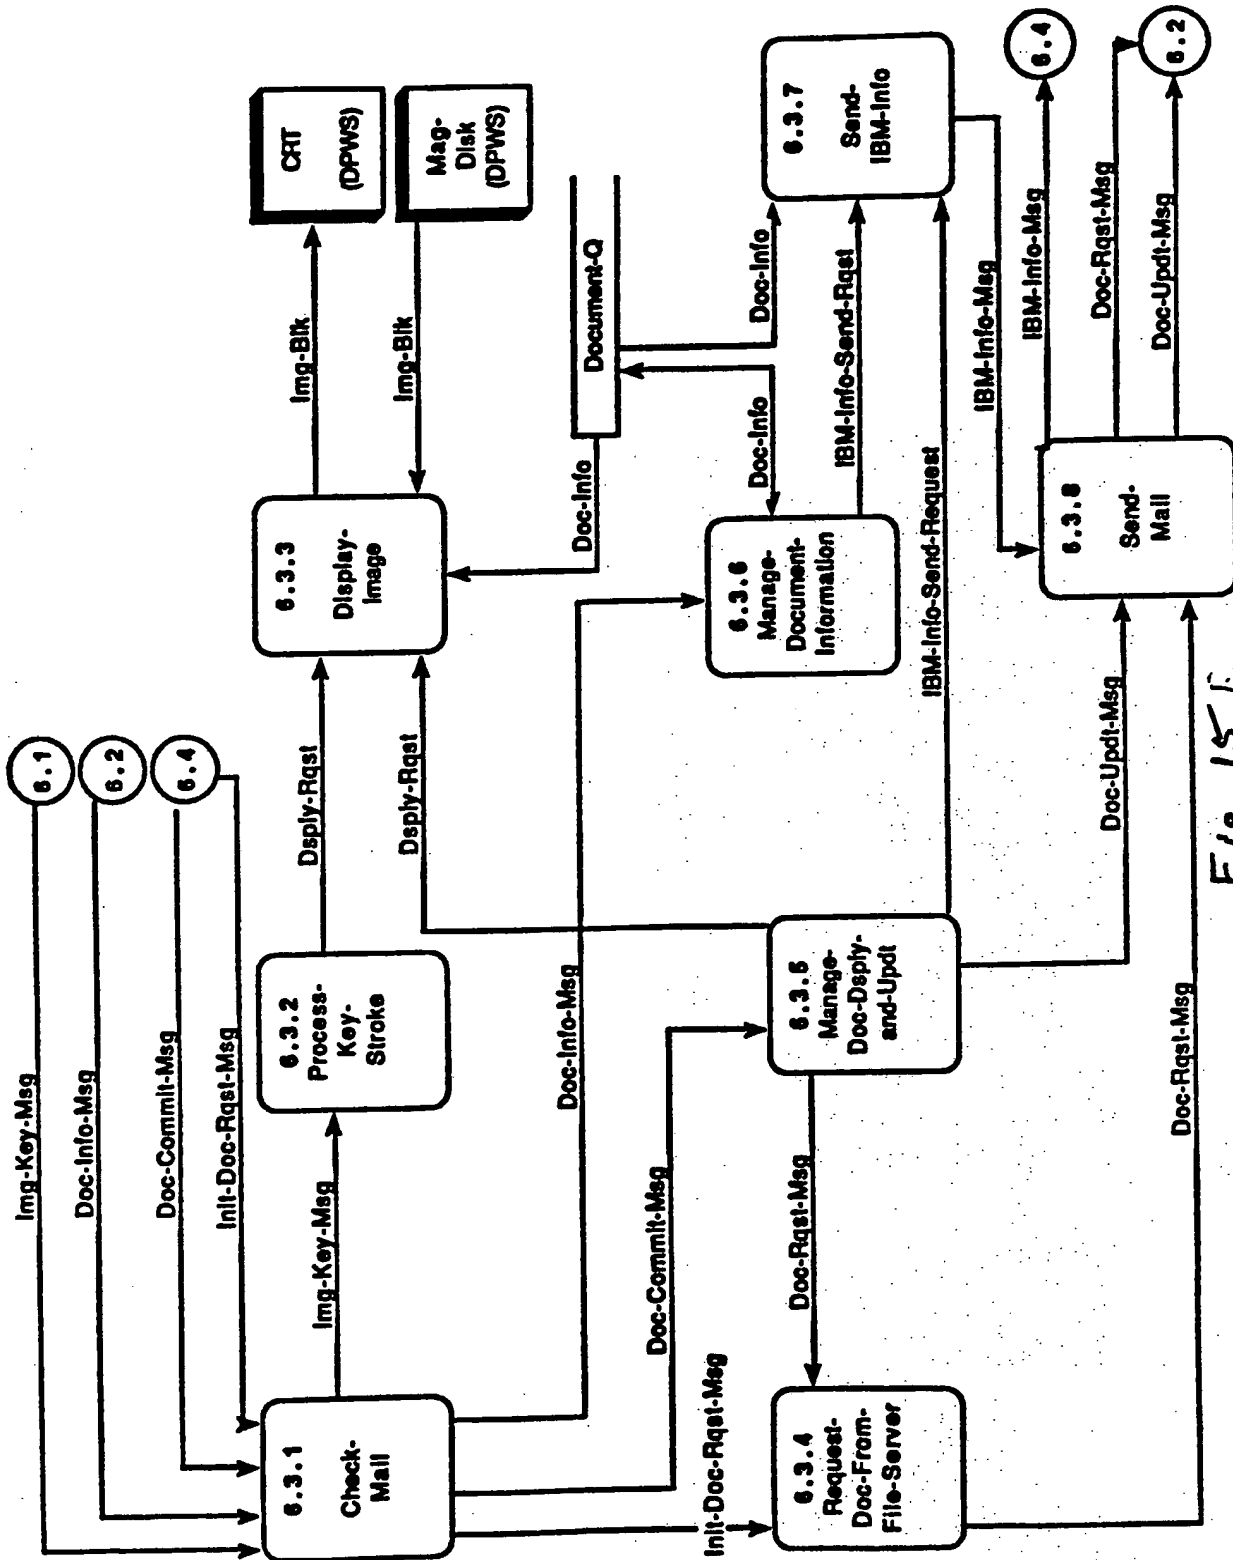 6.1
6.2
6.4
Img-Key-Msg
Doc-Info-Msg
Doc-Commit-Msg
Init-Doc-Rqst-Msg
6.3.1
Check-
Mail
Img-Key-Msg
6.3.2
Process-
Key-
Stroke
Dsply-Rqst
Dsply-Rqst
6.3.3
Display-
Image
Img-Blk
Img-Blk
CRT
(DPWS)
Mag-
Disk
(DPWS)
Doc-Info
Document-Q
Doc-Info-Msg
Doc-Commit-Msg
Init-Doc-Rqst-Msg
6.3.4
Request-
Doc-From-
File-Server
Doc-Rqst-Msg
6.3.5
Manage-
Doc-Dsply-
and-Updt
6.3.6
Manage-
Document-
Information
Doc-Info
Doc-Info
IBM-Info-Send-Rqst
IBM-Info-Send-Request
6.3.7
Send-
IBM-Info
IBM-Info-Msg
Doc-Updt-Msg
Doc-Rqst-Msg
6.3.8
Send-
Mail
IBM-Info-Msg
Doc-Rqst-Msg
Doc-Updt-Msg
6.4
6.2